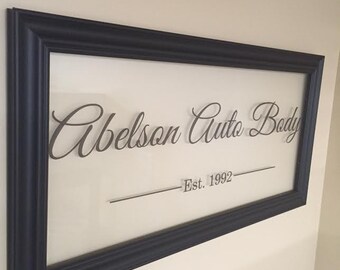 Abelson Auto Body
Est. 1992